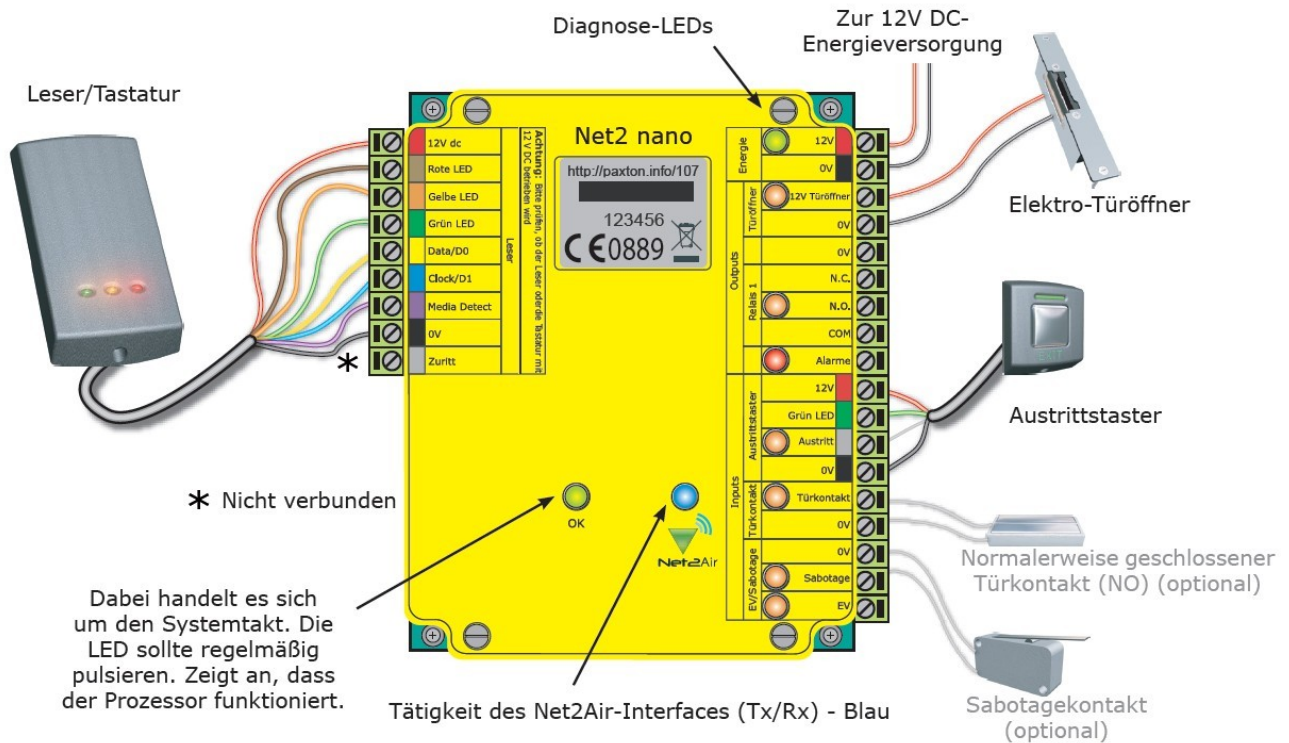 Diagnose-LEDs
Zur 12V DC-
Energieversorgung
Leser/Tastatur
Elektro-Türöffner
Austrittstaster
Net2 nano
http://paxton.info/107
123456
CE0889
12V dc
Rote LED
Gelbe LED
Grün LED
Data/D0
Clock/D1
Media Detect
0V
Zuritt
Leser
Achtung: Bitte prüfen, ob der Leser oderdie Tastatur mit
12 V DC betrieben wird
Energie
12V
0V
Outputs
Türöffner
12V Türöffner
0V
0V
Relais 1
N.C.
N.O.
COM
Alarme
Inputs
Austrittstaster
12V
Grün LED
Austritt
0V
Türkontakt
Türkontakt
0V
EV/Sabotage
0V
Sabotage
EV
EXIT
*
* Nicht verbunden
OK
Net2Air
Dabei handelt es sich
um den Systemtakt. Die
LED sollte regelmäßig
pulsieren. Zeigt an, dass
der Prozessor funktioniert.
Tätigkeit des Net2Air-Interfaces (Tx/Rx) - Blau
Normalerweise geschlossener
Türkontakt (NO) (optional)
Sabotagekontakt
(optional)